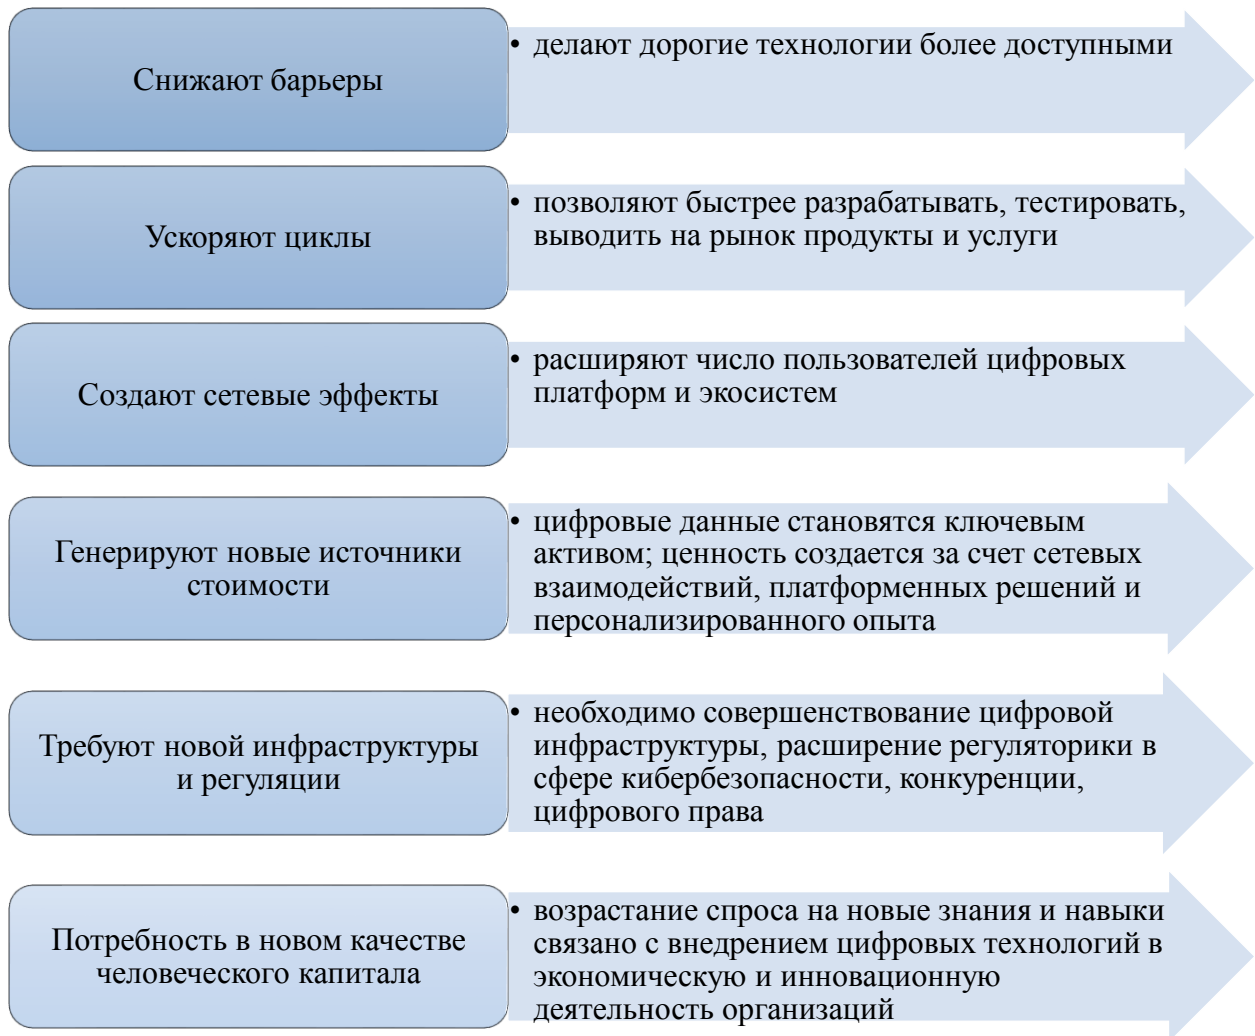 Снижают барьеры
• делают дорогие технологии более доступными
Ускоряют циклы
• позволяют быстрее разрабатывать, тестировать,
выводить на рынок продукты и услуги
Создают сетевые эффекты
• расширяют число пользователей цифровых
платформ и экосистем
Генерируют новые источники
стоимости
• цифровые данные становятся ключевым
активом; ценность создается за счет сетевых
взаимодействий, платформенных решений и
персонализированного опыта
Требуют новой инфраструктуры
и регуляции
• необходимо совершенствование цифровой
инфраструктуры, расширение регуляторики в
сфере кибербезопасности, конкуренции,
цифрового права
Потребность в новом качестве
человеческого капитала
• возрастание спроса на новые знания и навыки
связано с внедрением цифровых технологий в
экономическую и инновационную
деятельность организаций